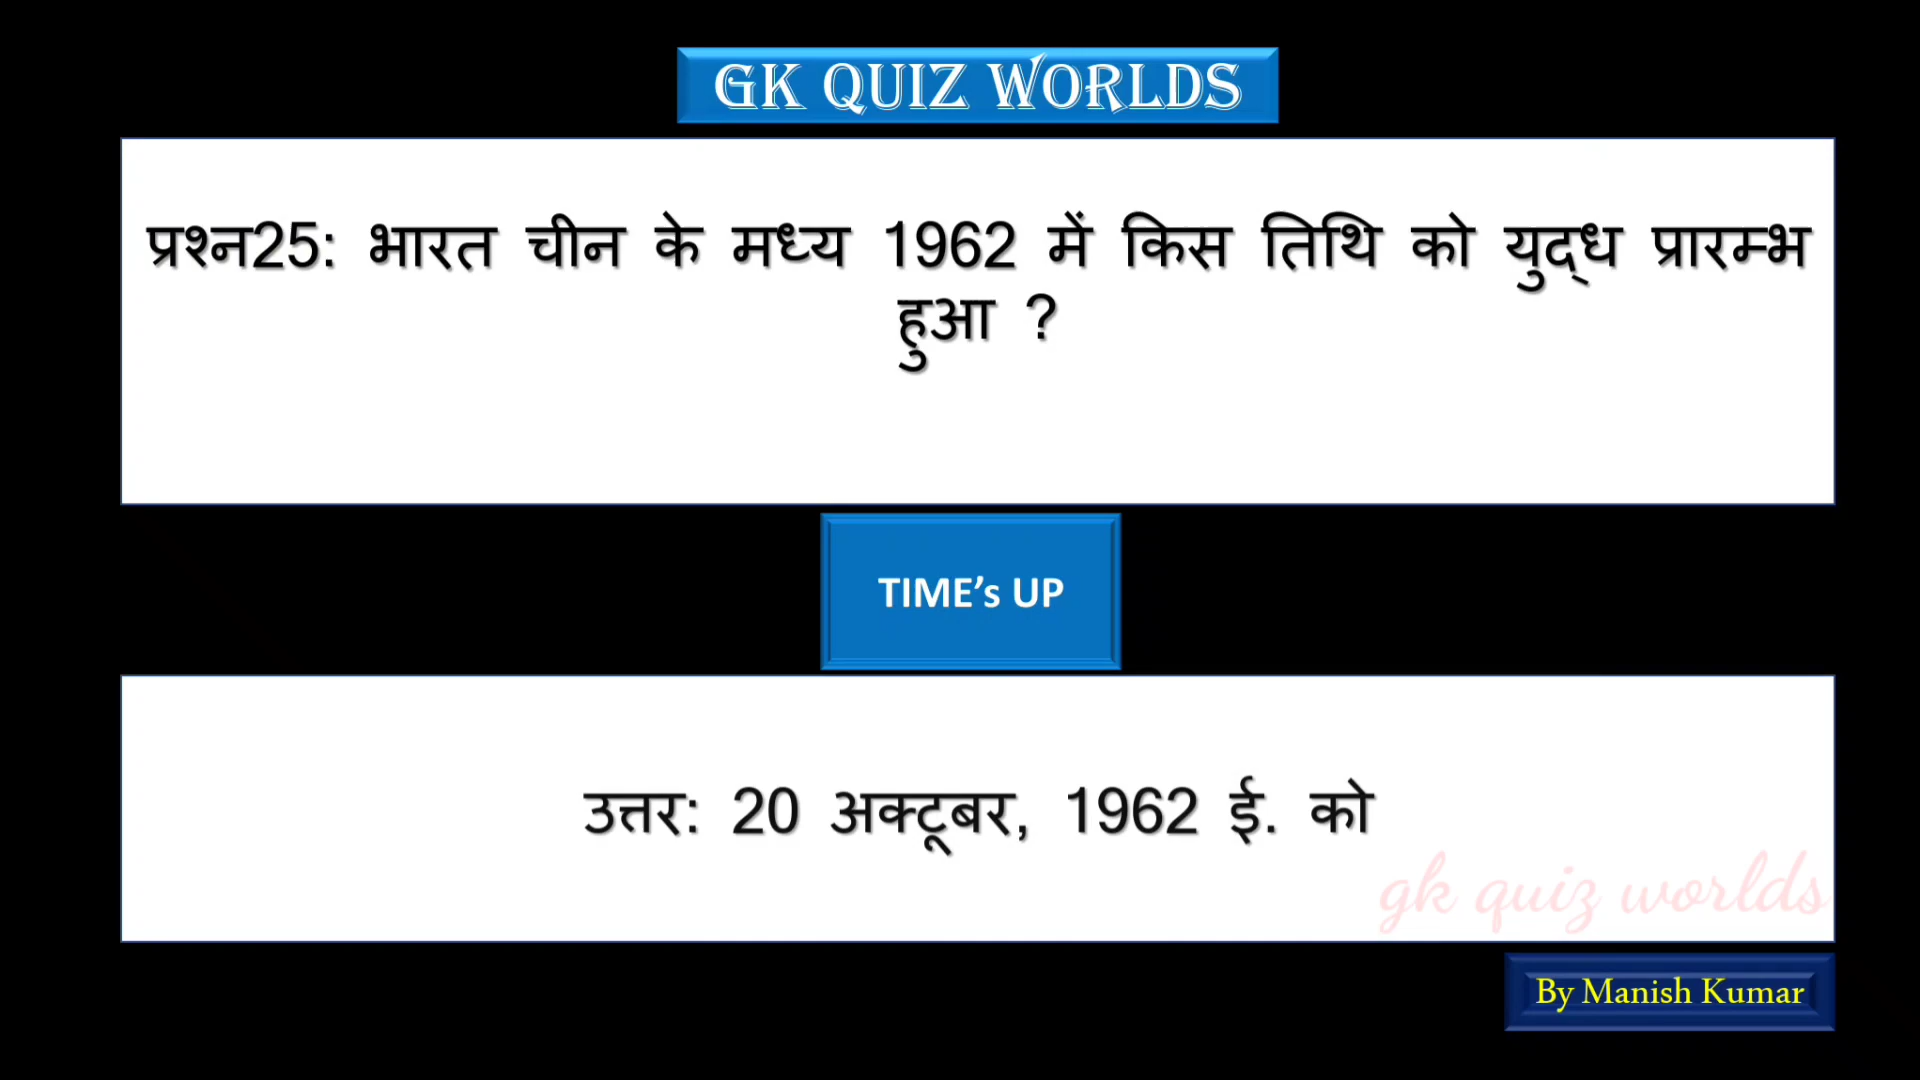 GK QUIZ WORLDS
प्रश्न25: भारत चीन के मध्य 1962 में किस तिथि को युद्ध प्रारम्भ
हुआ ?
TIME’s UP
उत्तर: 20 अक्टूबर, 1962 ई. को
gk quiz worlds
By Manish Kumar